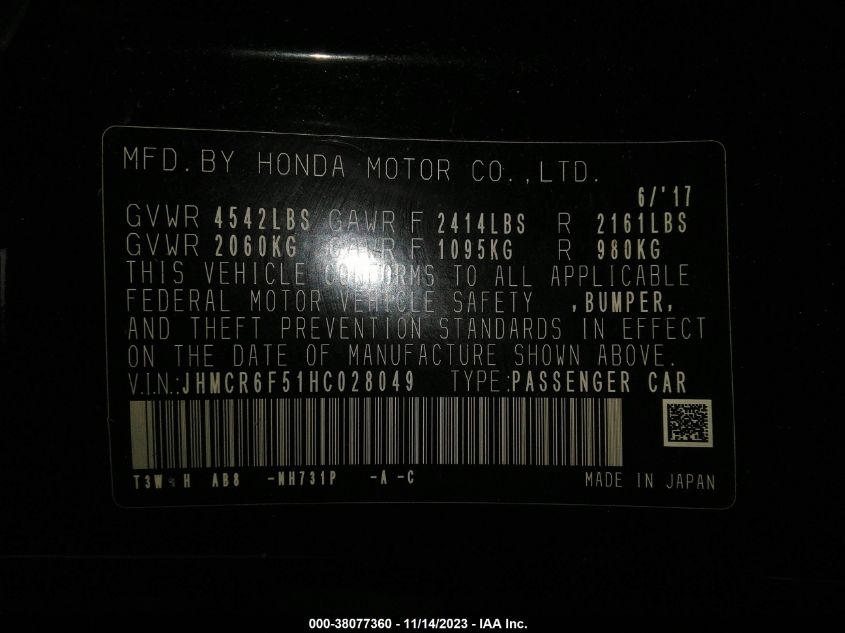 MFD. BY HONDA MOTOR CO., LTD.
6/'17
GVWR 4542LBS GAWR F 2414LBS R 2161LBS
GVWR 2060KG GAWR F 1095KG R 980KG
THIS VEHICLE CONFORMS TO ALL APPLICABLE
FEDERAL MOTOR VEHICLE SAFETY ,BUMPER,
AND THEFT PREVENTION STANDARDS IN EFFECT
ON THE DATE OF MANUFACTURE SHOWN ABOVE.
V.I.N.:JHMCR6F51HC028049 TYPE:PASSENGER CAR
T3W-H AB8 -NH731P -A -C MADE IN JAPAN
000-38077360 - 11/14/2023 - IAA Inc.